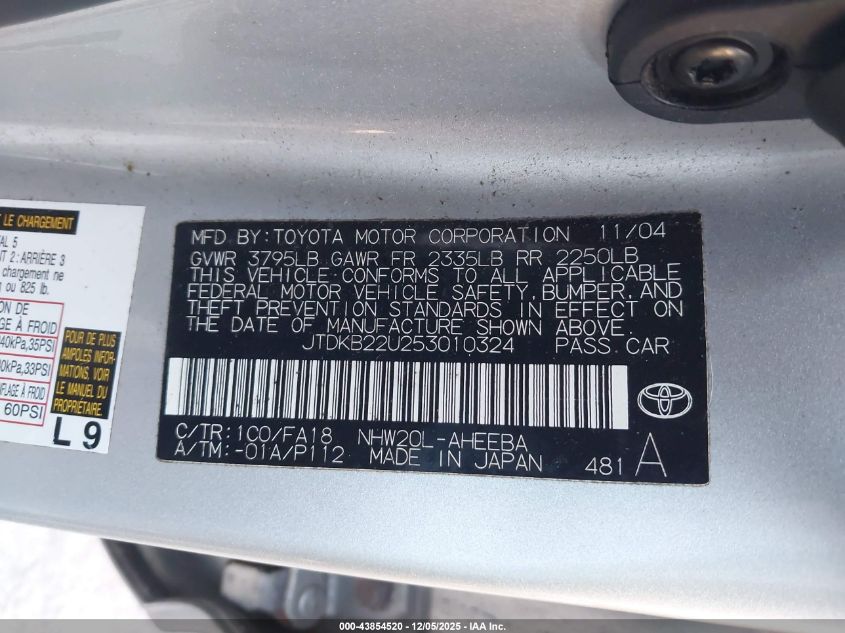 T LE CHARGEMENT
AL 5
T 2: ARRIÈRE 3
chargement ne
g ou 825 lb.
ON DE
GE À FROID
40kPa,35PSI
0kPa,33PSI
NFLAGE À FROID
60PSI
POUR DE PLUS
AMPLES INFOR-
MATIONS, VOIR
LE MANUEL DU
PROPRIÉTAIRE.
L 9
MFD BY:TOYOTA MOTOR CORPORATION 11/04
GVWR 3795LB GAWR FR 2335LB RR 2250LB
THIS VEHICLE CONFORMS TO ALL APPLICABLE
FEDERAL MOTOR VEHICLE SAFETY, BUMPER, AND
THEFT PREVENTION STANDARDS IN EFFECT ON
THE DATE OF MANUFACTURE SHOWN ABOVE.
JTDKB22U253010324 PASS CAR
C/TR:1C0/FA18 NHW20L-AHEEBA
A/TM:-01A/P112 MADE IN JAPAN 481 A
000-43854520 - 12/05/2025 - IAA Inc.